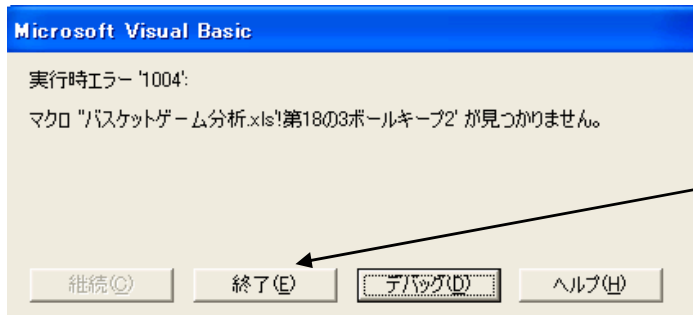 Microsoft Visual Basic
実行時エラー '1004':
マクロ "バスケットゲーム分析.xls'!第18の3ボールキープ2' が見つかりません。
継続(C) 終了(E) デバッグ(D) ヘルプ(H)